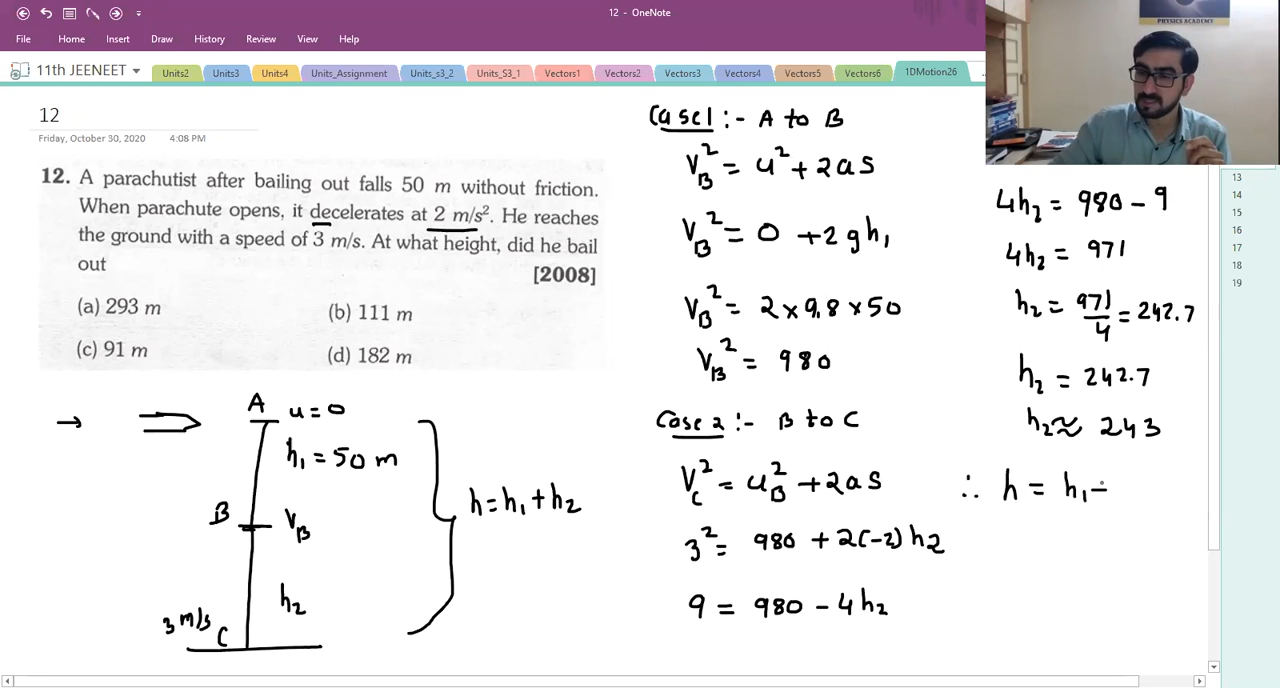 12 - OneNote
File Home Insert Draw History Review View Help
11th JEENEET
Units2 Units3 Units4 Units_Assignment Units_s3_2 Units_S3_1 Vectors1 Vectors2 Vectors3 Vectors4 Vectors5 Vectors6 1DMotion26 ...
PHYSICS ACADEMY
12
Friday, October 30, 2020 4:08 PM
12. A parachutist after bailing out falls 50 m without friction.
When parachute opens, it decelerates at 2 m/s². He reaches
the ground with a speed of 3 m/s. At what height, did he bail
out [2008]
(a) 293 m (b) 111 m
(c) 91 m (d) 182 m
→ A u = 0
h₁ = 50 m
B V_B
h = h₁ + h₂
h₂
3 m/s C
Case1 :- A to B
V_B² = u² + 2as
V_B² = 0 + 2gh₁
V_B² = 2 × 9.8 × 50
V_B² = 980
Case 2 :- B to C
V_C² = u_B² + 2as
3² = 980 + 2(-2)h₂
9 = 980 - 4h₂
4h₂ = 980 - 9
4h₂ = 971
h₂ = 971/4 = 242.7
h₂ = 242.7
h₂ ≈ 243
∴ h = h₁ -
13
14
15
16
17
18
19